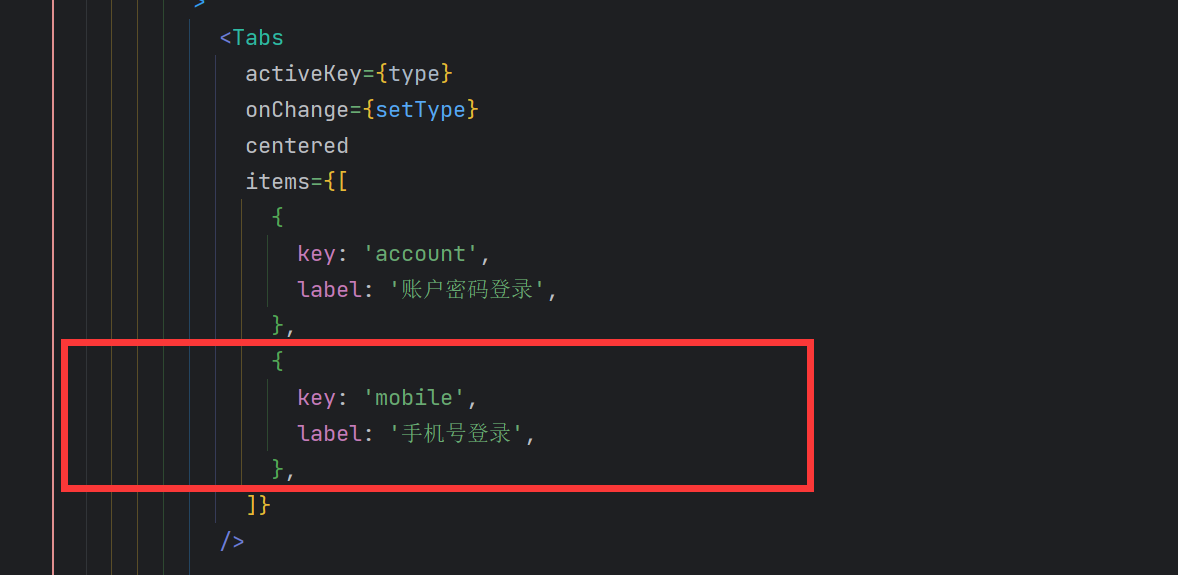 >
<Tabs
activeKey={type}
onChange={setType}
centered
items={[
{
key: 'account',
label: '账户密码登录',
},
{
key: 'mobile',
label: '手机号登录',
},
]}
/>